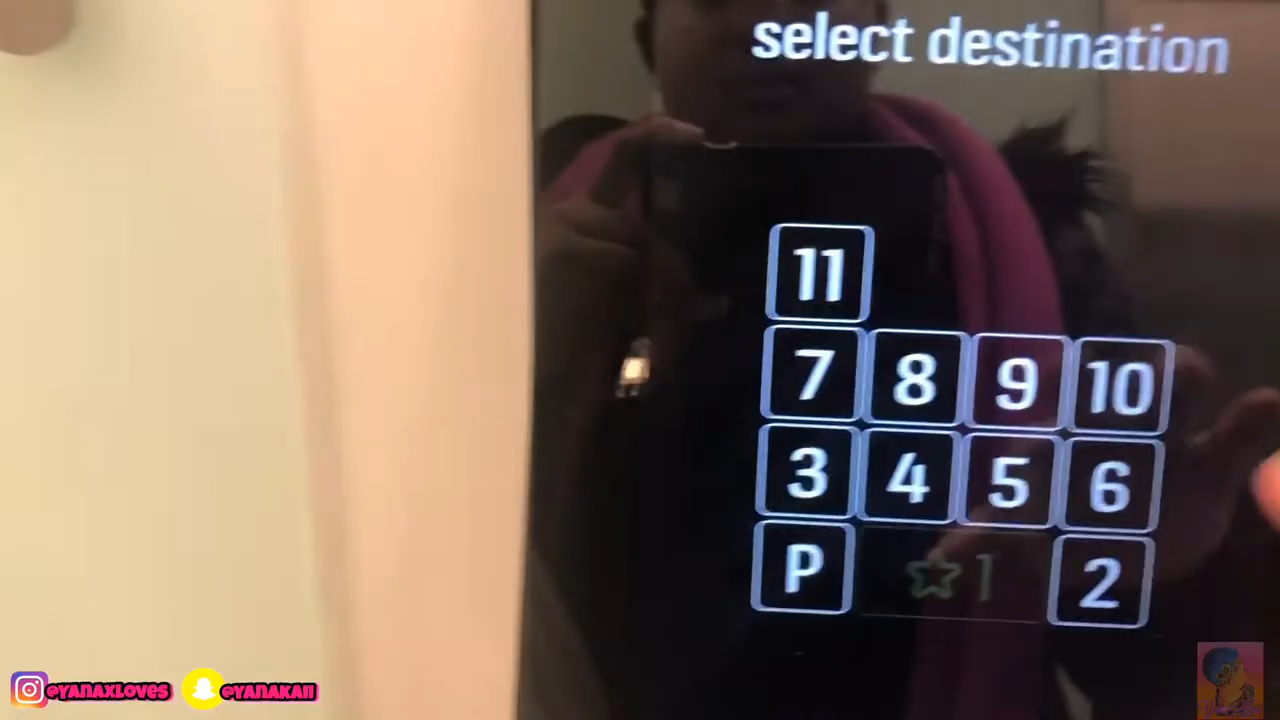 select destination
11
7 8 9 10
3 4 5 6
P ☆1 2
@YANAXLOVES @YANAKAII